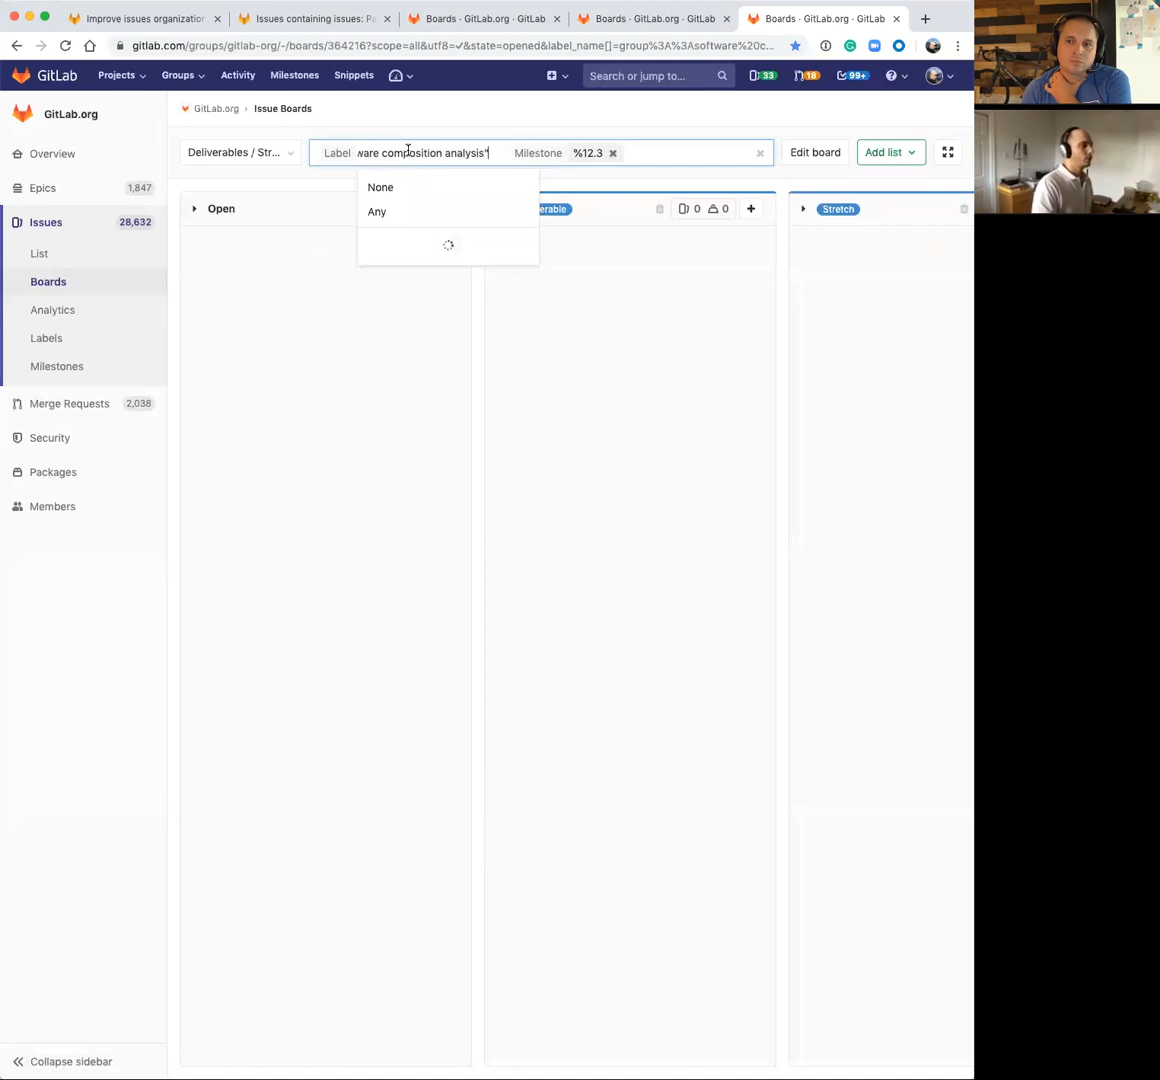 Improve issues organization
Issues containing issues: Pa
Boards · GitLab.org · GitLab
Boards · GitLab.org · GitLab
Boards · GitLab.org · GitLab
gitlab.com/groups/gitlab-org/-/boards/364216?scope=all&utf8=✓&state=opened&label_name[]=group%3A%3Asoftware%20c...
GitLab
Projects
Groups
Activity
Milestones
Snippets
Search or jump to...
33
18
99+
GitLab.org
GitLab.org > Issue Boards
Overview
Epics 1,847
Issues 28,632
List
Boards
Analytics
Labels
Milestones
Merge Requests 2,038
Security
Packages
Members
Collapse sidebar
Deliverables / Str...
Label ware composition analysis" Milestone %12.3
Edit board
Add list
None
Any
Open
erable
0 0
Stretch